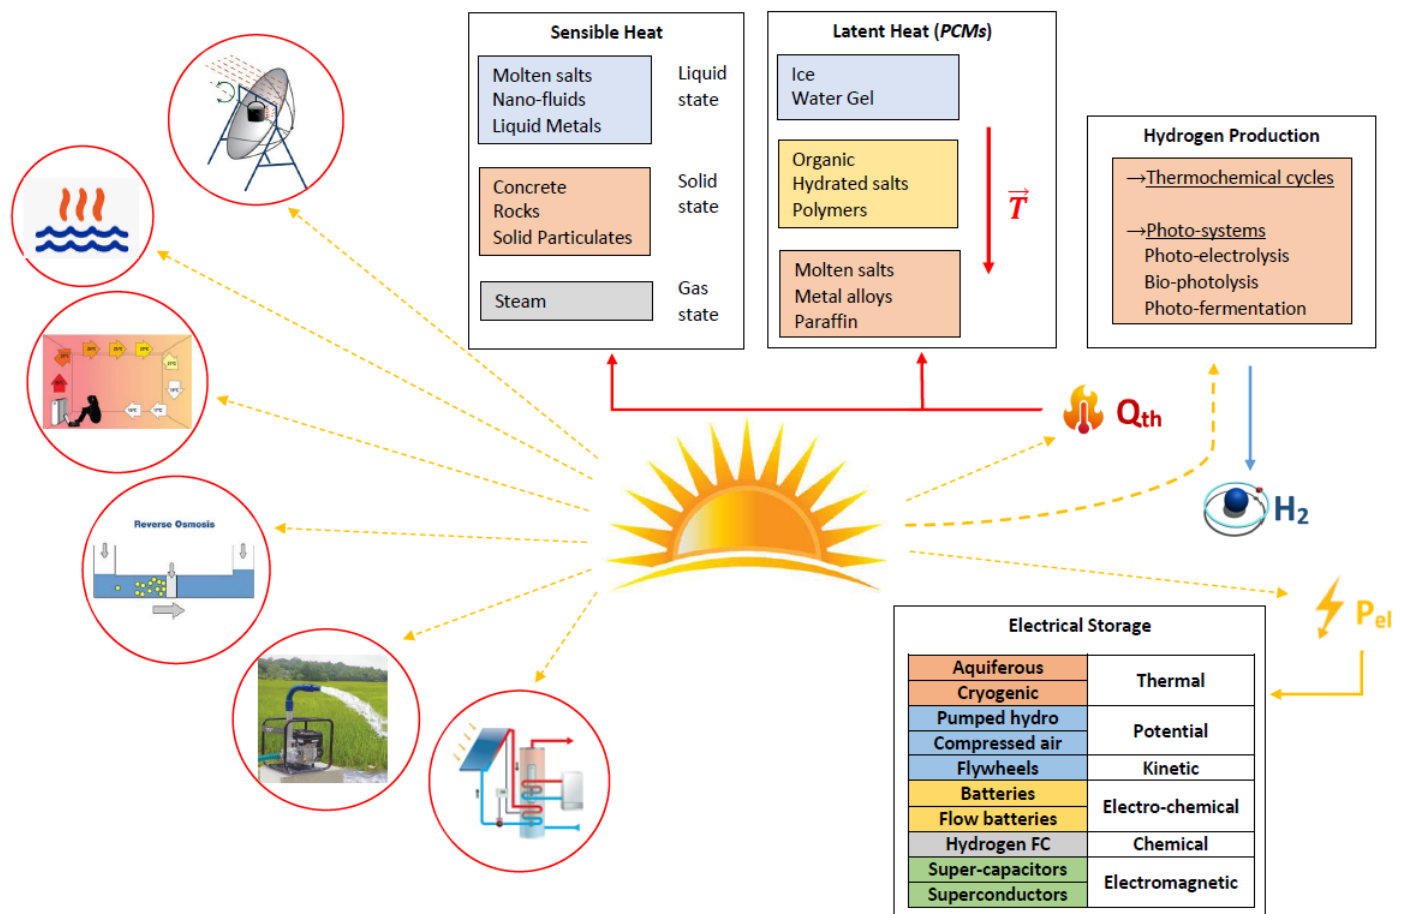 Sensible Heat
Molten salts
Nano-fluids
Liquid Metals
Liquid
state
Concrete
Rocks
Solid Particulates
Solid
state
Steam
Gas
state
Latent Heat (PCMs)
Ice
Water Gel
Organic
Hydrated salts
Polymers
Molten salts
Metal alloys
Paraffin
T
Hydrogen Production
→Thermochemical cycles
→Photo-systems
Photo-electrolysis
Bio-photolysis
Photo-fermentation
Qth
H2
Pel
Reverse Osmosis
Electrical Storage
Aquiferous
Cryogenic
Thermal
Pumped hydro
Compressed air
Potential
Flywheels
Kinetic
Batteries
Flow batteries
Electro-chemical
Hydrogen FC
Chemical
Super-capacitors
Superconductors
Electromagnetic